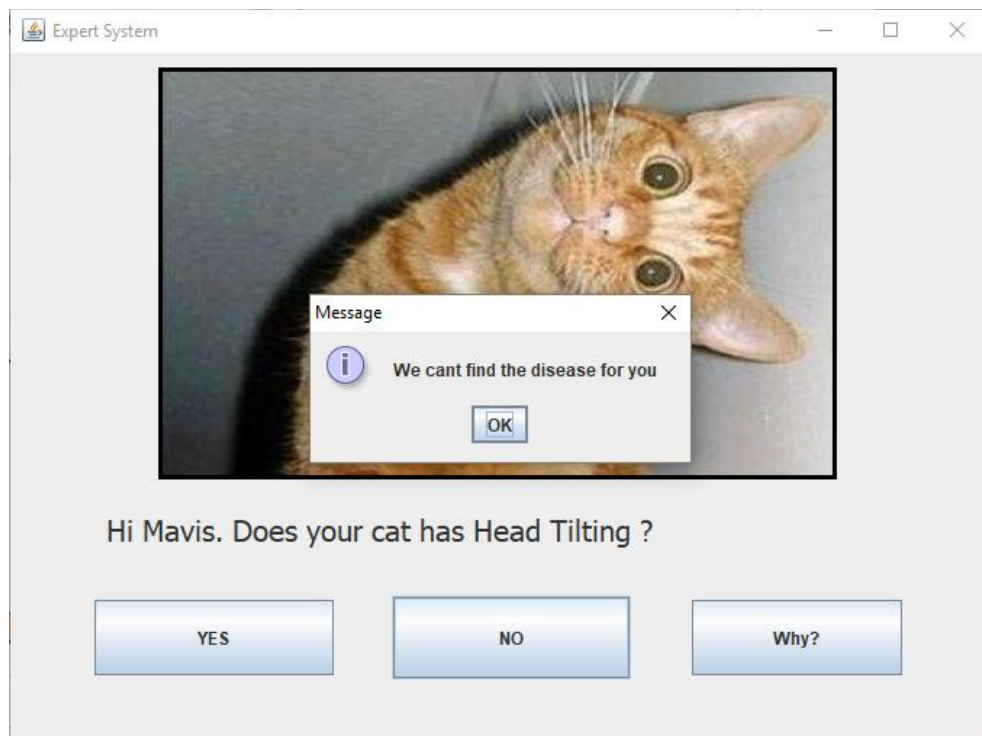 Expert System
Message
We cant find the disease for you
OK
Hi Mavis. Does your cat has Head Tilting ?
YES
NO
Why?